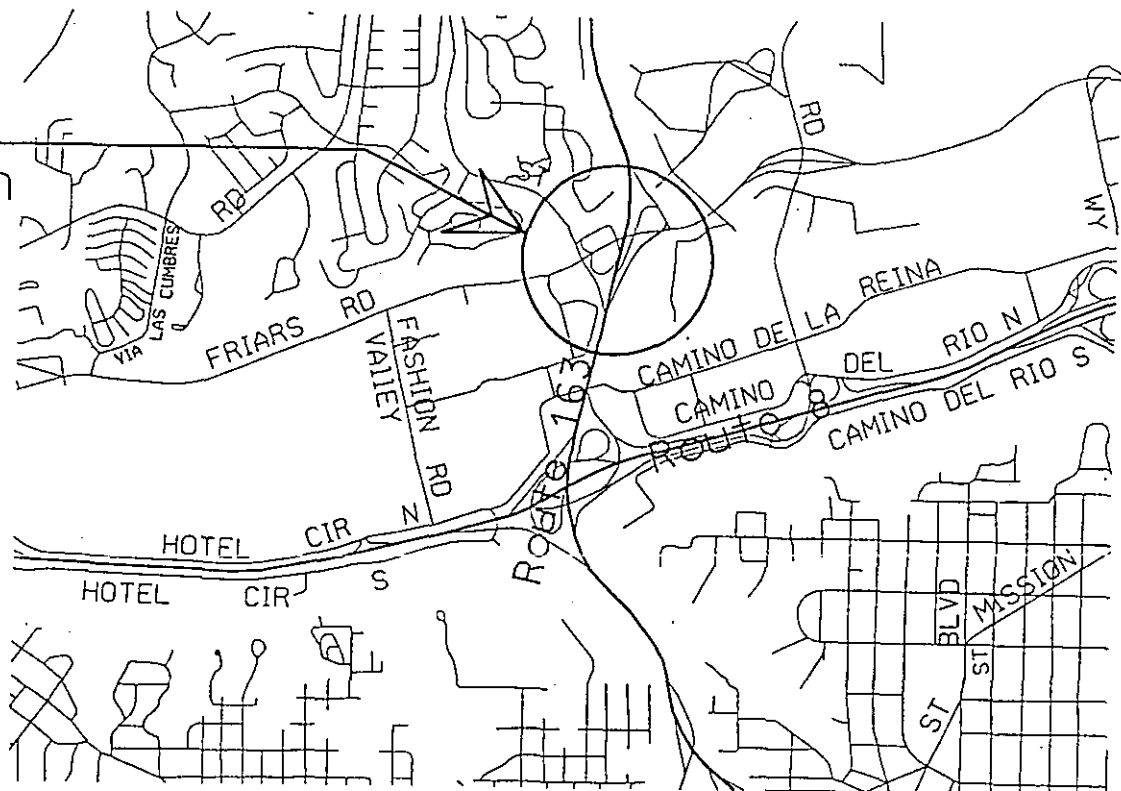 RD
RD
WY
VIA
LAS CUMBRES
FRIARS RD
FASHION
VAllEY
RD
CAMINO DE LA REINA
CAMINO DEL RIO N
CAMINO DEL RIO S
Route 163
Route 8
HOTEL CIR N
HOTEL CIR S
BLVD
MISSION
ST
ST